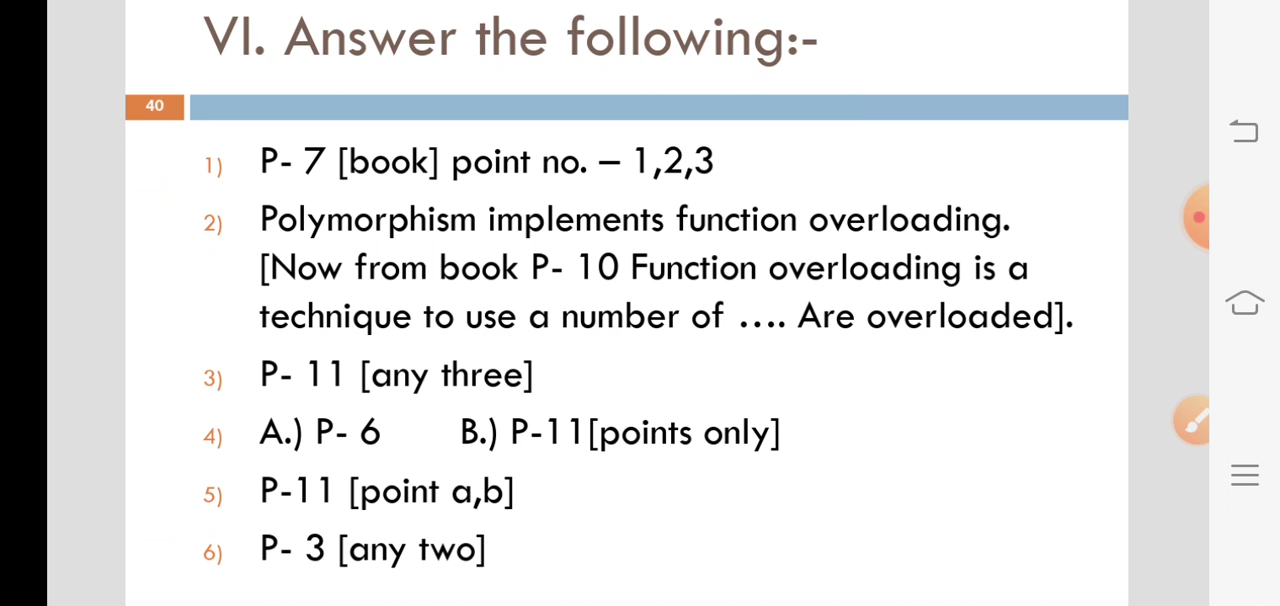 VI. Answer the following:-
40
1) P- 7 [book] point no. – 1,2,3
2) Polymorphism implements function overloading.
[Now from book P- 10 Function overloading is a
technique to use a number of .... Are overloaded].
3) P- 11 [any three]
4) A.) P- 6 B.) P-11[points only]
5) P-11 [point a,b]
6) P- 3 [any two]